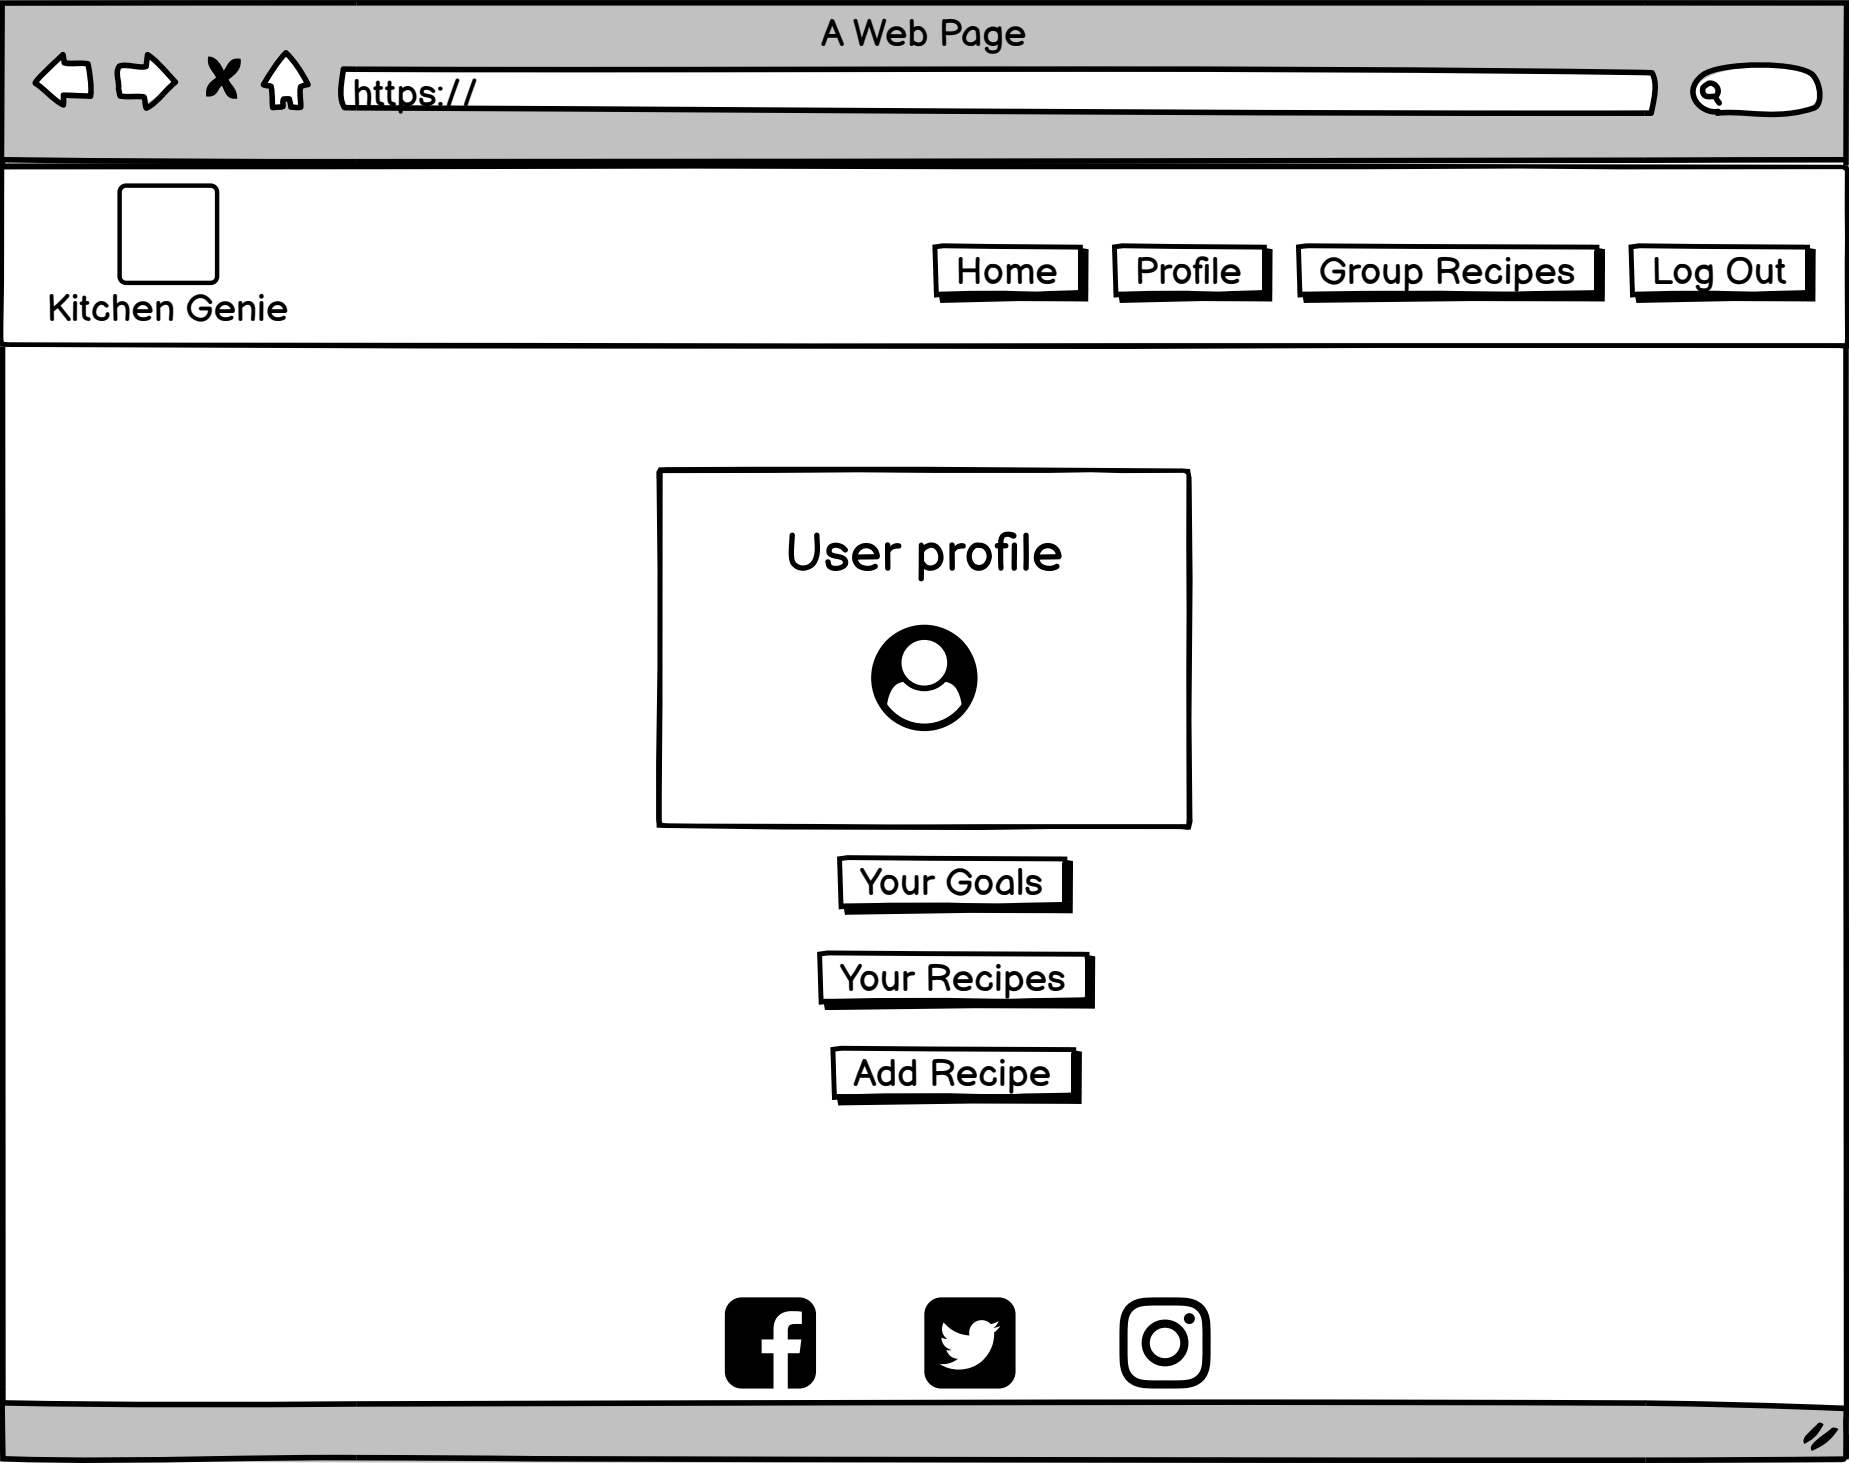 A Web Page
https://
Kitchen Genie
Home
Profile
Group Recipes
Log Out
User profile
Your Goals
Your Recipes
Add Recipe